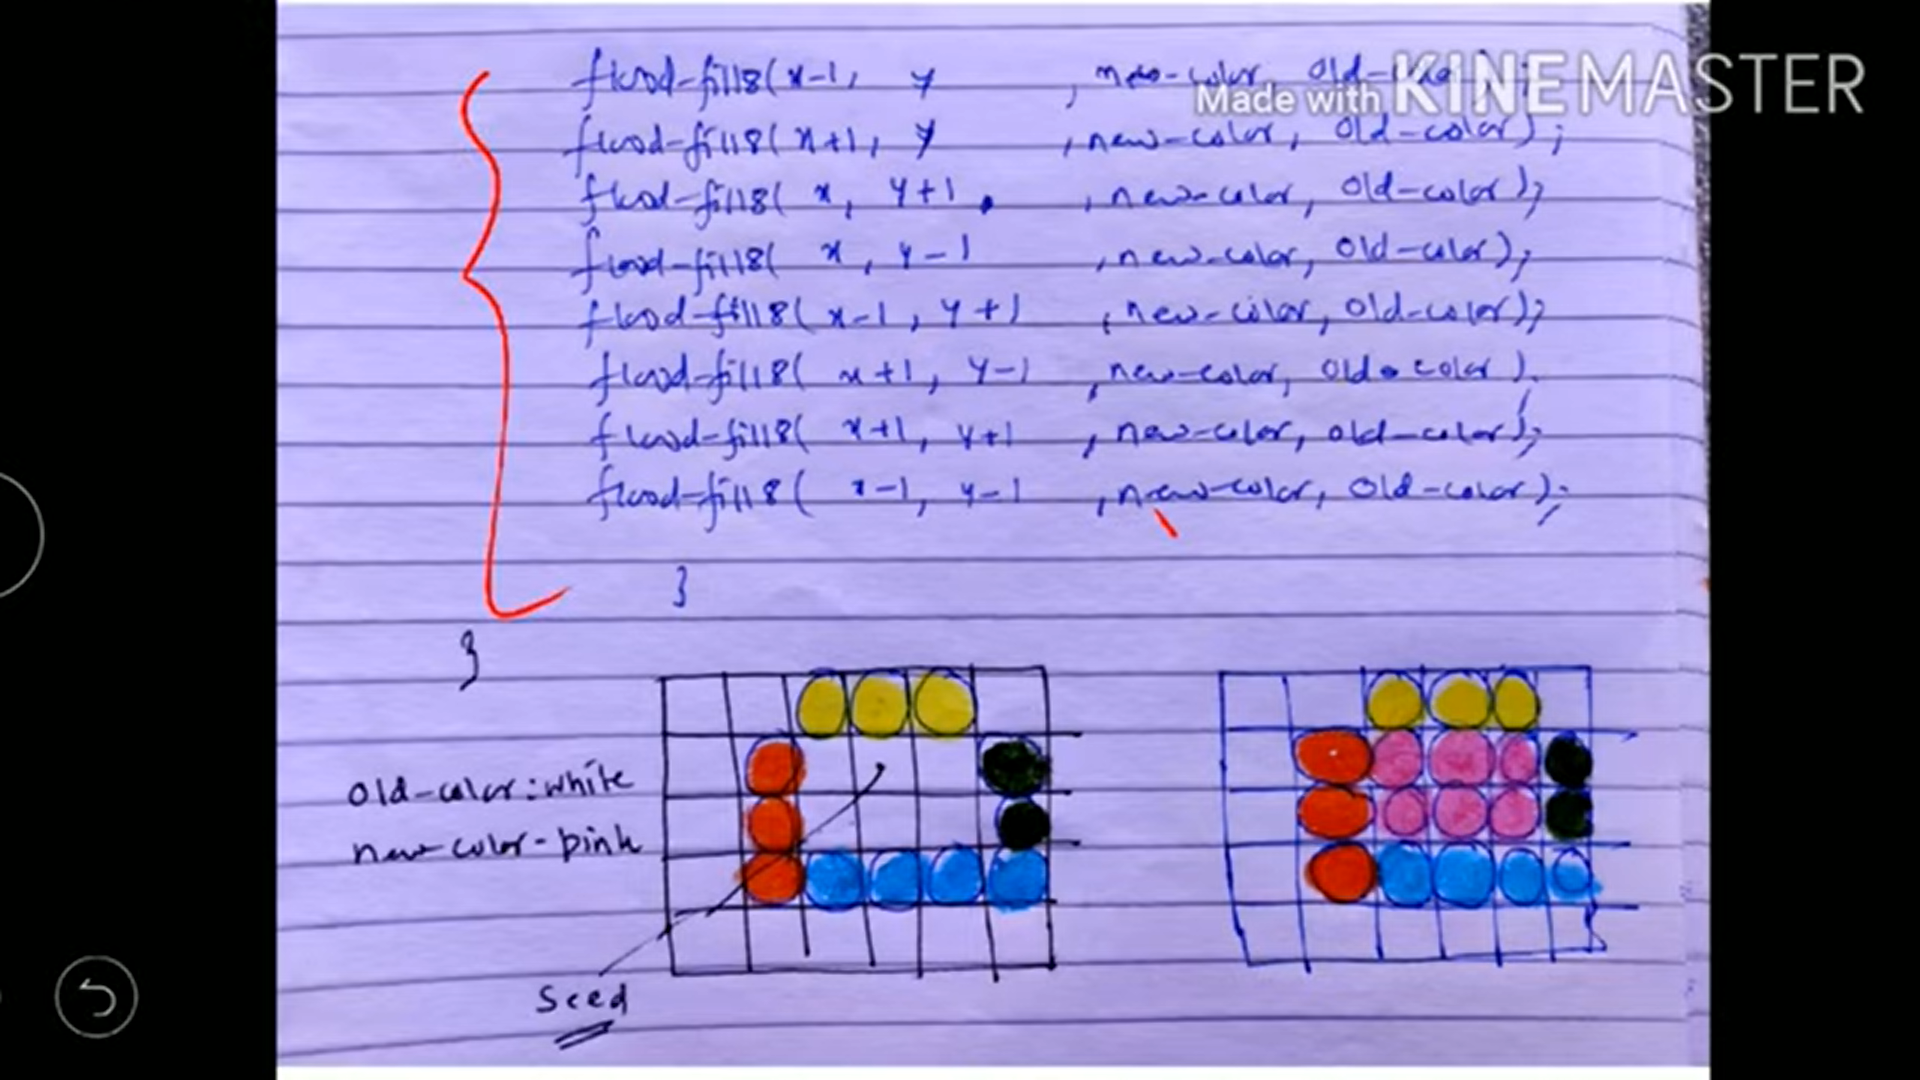 flood-fill8(x-1, y , new-color, old-color);
Made with KINEMASTER
flood-fill8(x+1, y , new-color, old-color);
flood-fill8( x, y+1 , new-color, old-color);
flood-fill8( x, y-1 , new-color, old-color);
flood-fill8( x-1, y+1 , new-color, old-color);
flood-fill8( x+1, y-1 , new-color, old-color);
flood-fill8( x+1, y+1 , new-color, old-color);
flood-fill8( x-1, y-1 , new-color, old-color);
}
}
old-color:white
new-color-pink
Seed